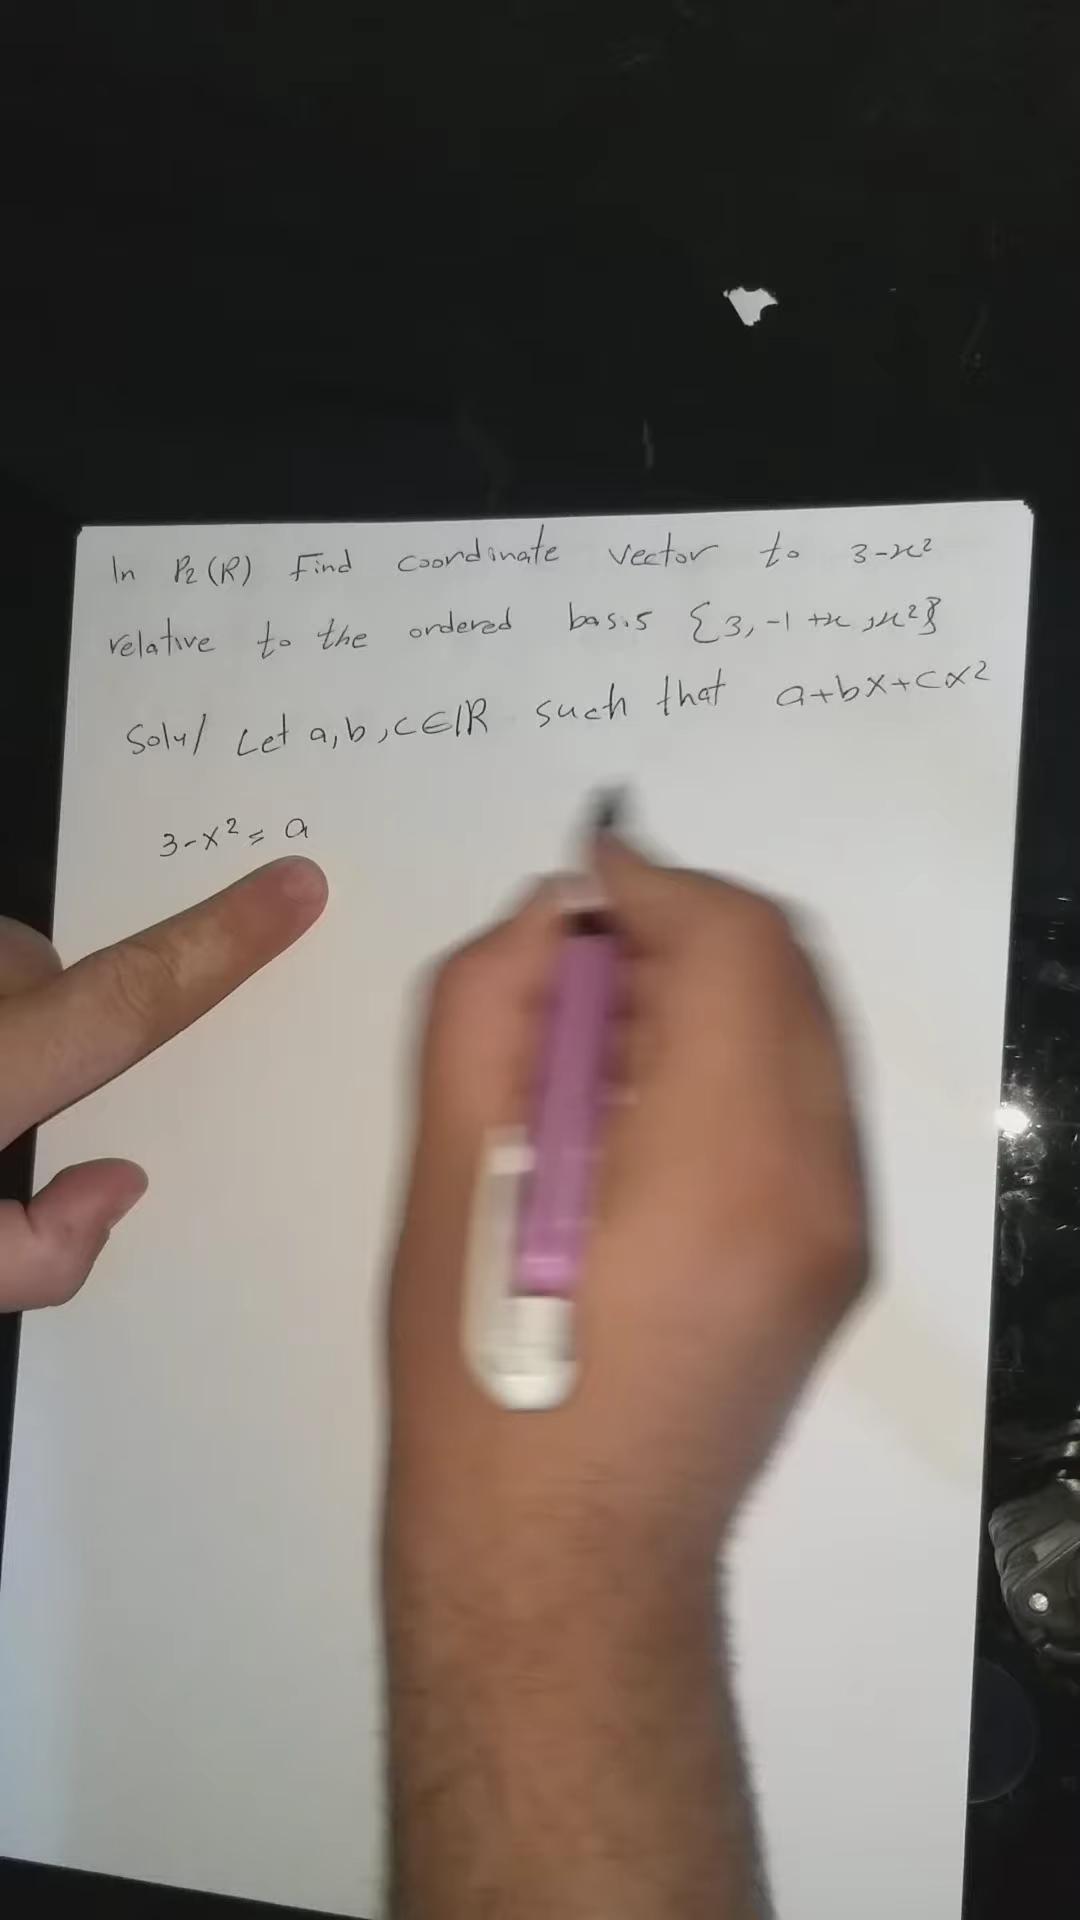 In P₂(R) Find coordinate vector to 3-x²
relative to the ordered basis {3, -1 +x, x²}
Solu/ Let a, b, c ∈ ℝ such that a+bx+cx²
3-x² = a